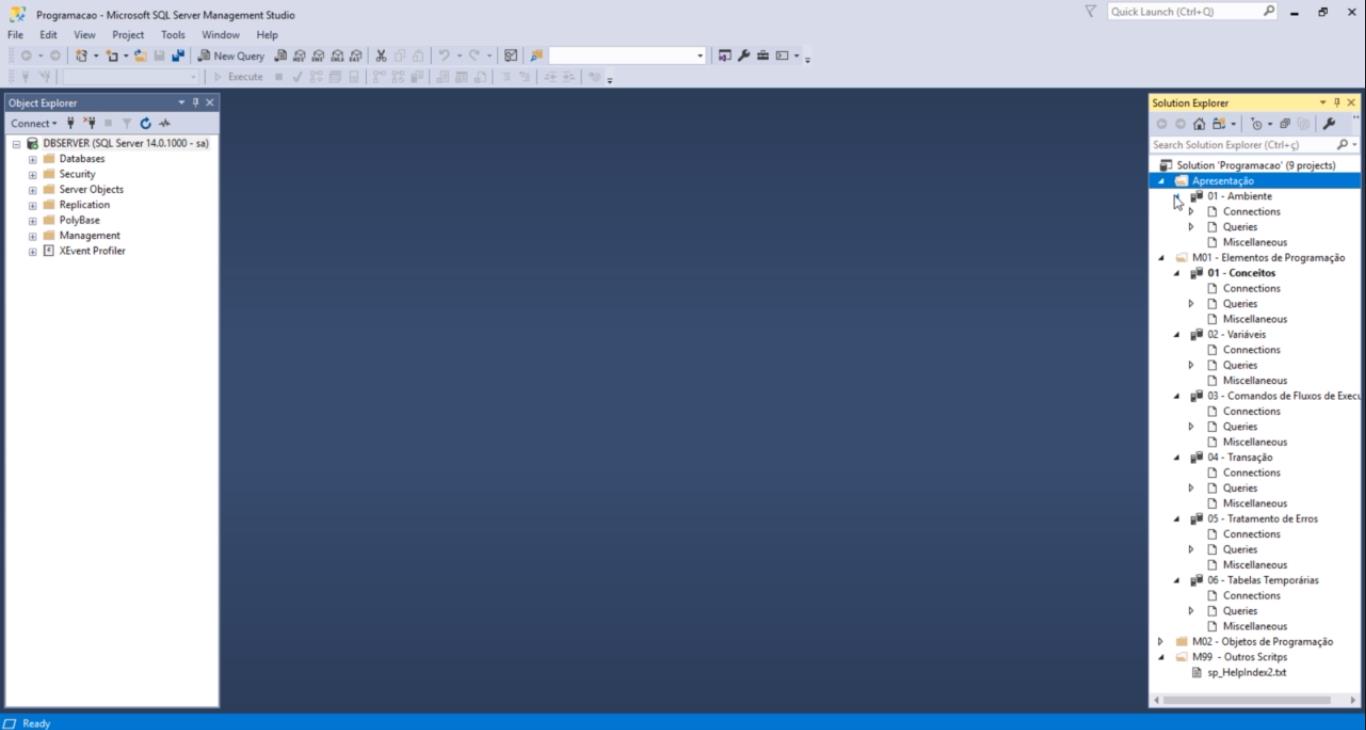 Programacao - Microsoft SQL Server Management Studio
Quick Launch (Ctrl+Q)
File Edit View Project Tools Window Help
New Query
Execute
Object Explorer
Connect
DBSERVER (SQL Server 14.0.1000 - sa)
Databases
Security
Server Objects
Replication
PolyBase
Management
XEvent Profiler
Solution Explorer
Search Solution Explorer (Ctrl+ç)
Solution 'Programacao' (9 projects)
Apresentação
01 - Ambiente
Connections
Queries
Miscellaneous
M01 - Elementos de Programação
01 - Conceitos
Connections
Queries
Miscellaneous
02 - Variáveis
Connections
Queries
Miscellaneous
03 - Comandos de Fluxos de Execu
Connections
Queries
Miscellaneous
04 - Transação
Connections
Queries
Miscellaneous
05 - Tratamento de Erros
Connections
Queries
Miscellaneous
06 - Tabelas Temporárias
Connections
Queries
Miscellaneous
M02 - Objetos de Programação
M99 - Outros Scritps
sp_HelpIndex2.txt
Ready